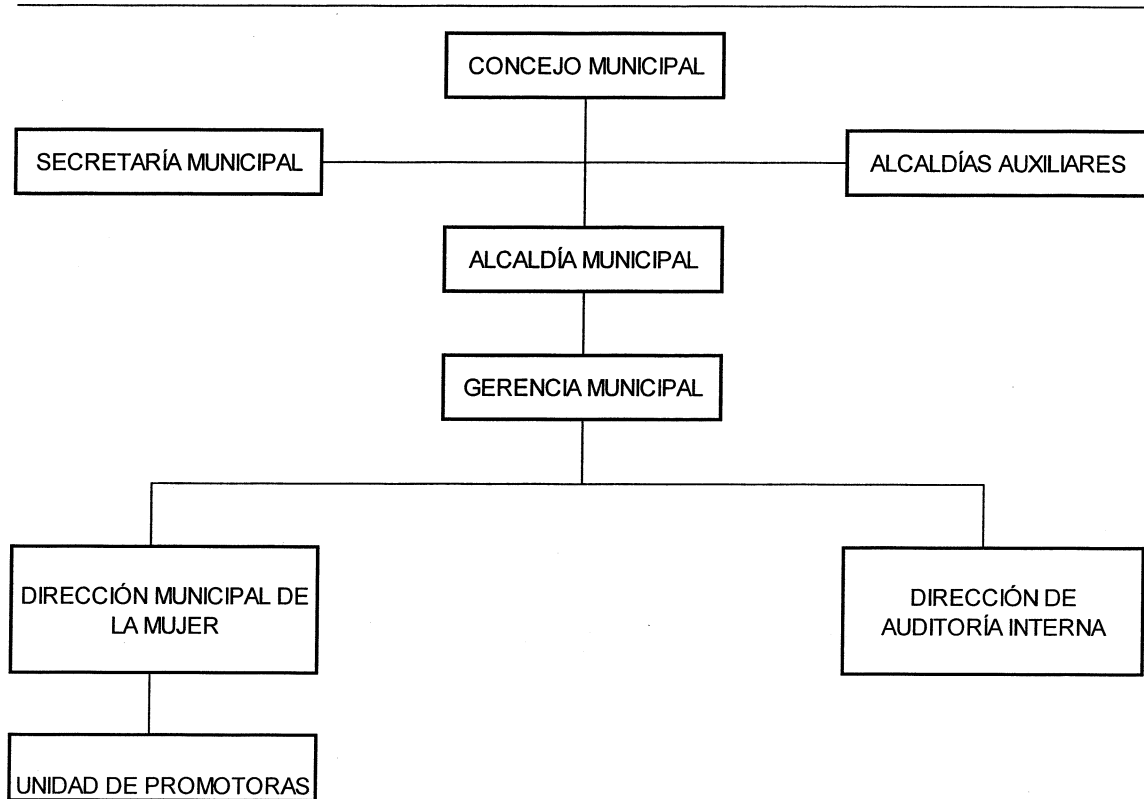 CONCEJO MUNICIPAL
SECRETARÍA MUNICIPAL
ALCALDÍAS AUXILIARES
ALCALDÍA MUNICIPAL
GERENCIA MUNICIPAL
DIRECCIÓN MUNICIPAL DE
LA MUJER
DIRECCIÓN DE
AUDITORÍA INTERNA
UNIDAD DE PROMOTORAS